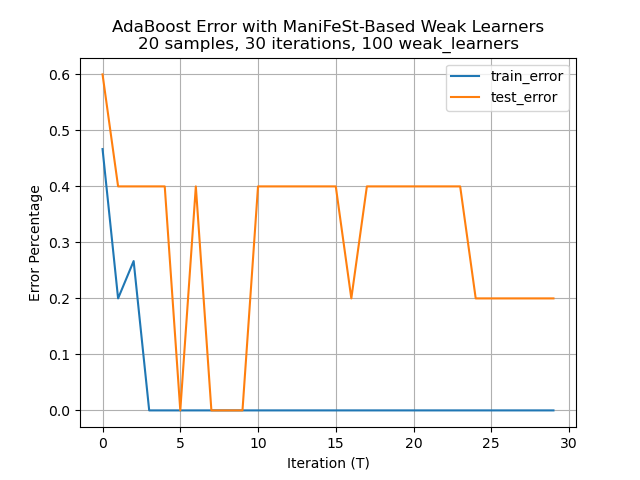 AdaBoost Error with ManiFeSt-Based Weak Learners
20 samples, 30 iterations, 100 weak_learners
train_error
test_error
0.6
0.5
0.4
0.3
0.2
0.1
0.0
Error Percentage
0 5 10 15 20 25 30
Iteration (T)